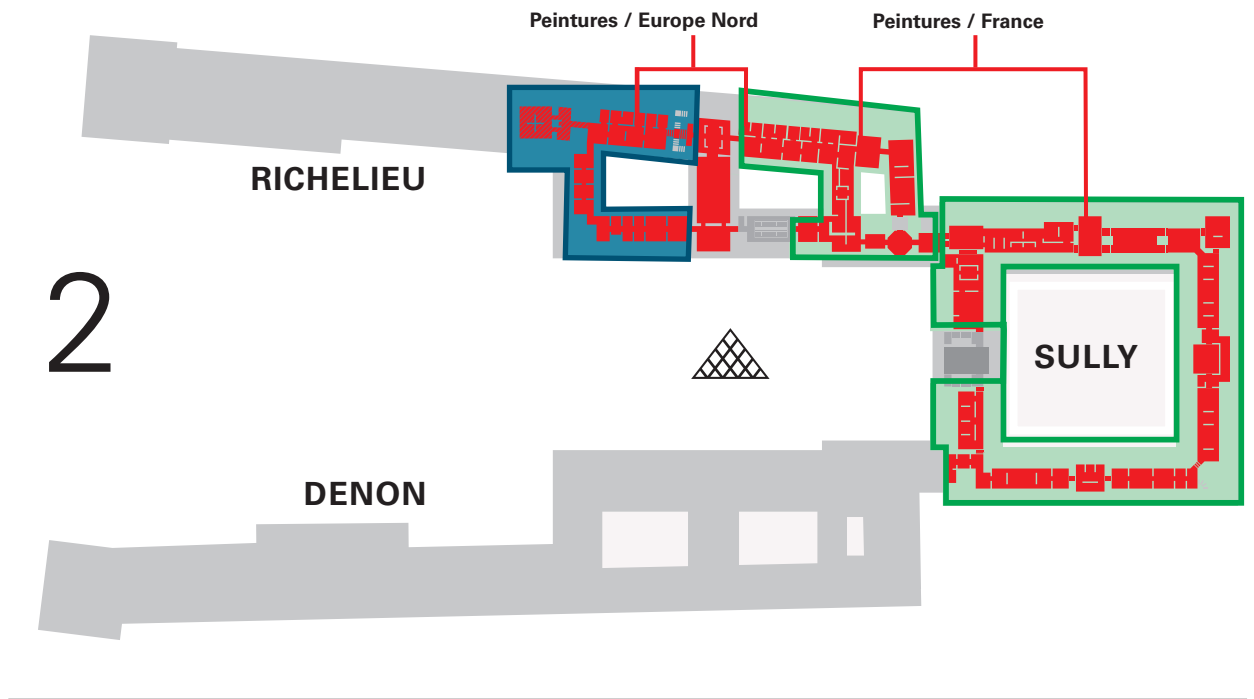 Peintures / Europe Nord
Peintures / France
RICHELIEU
2
SULLY
DENON